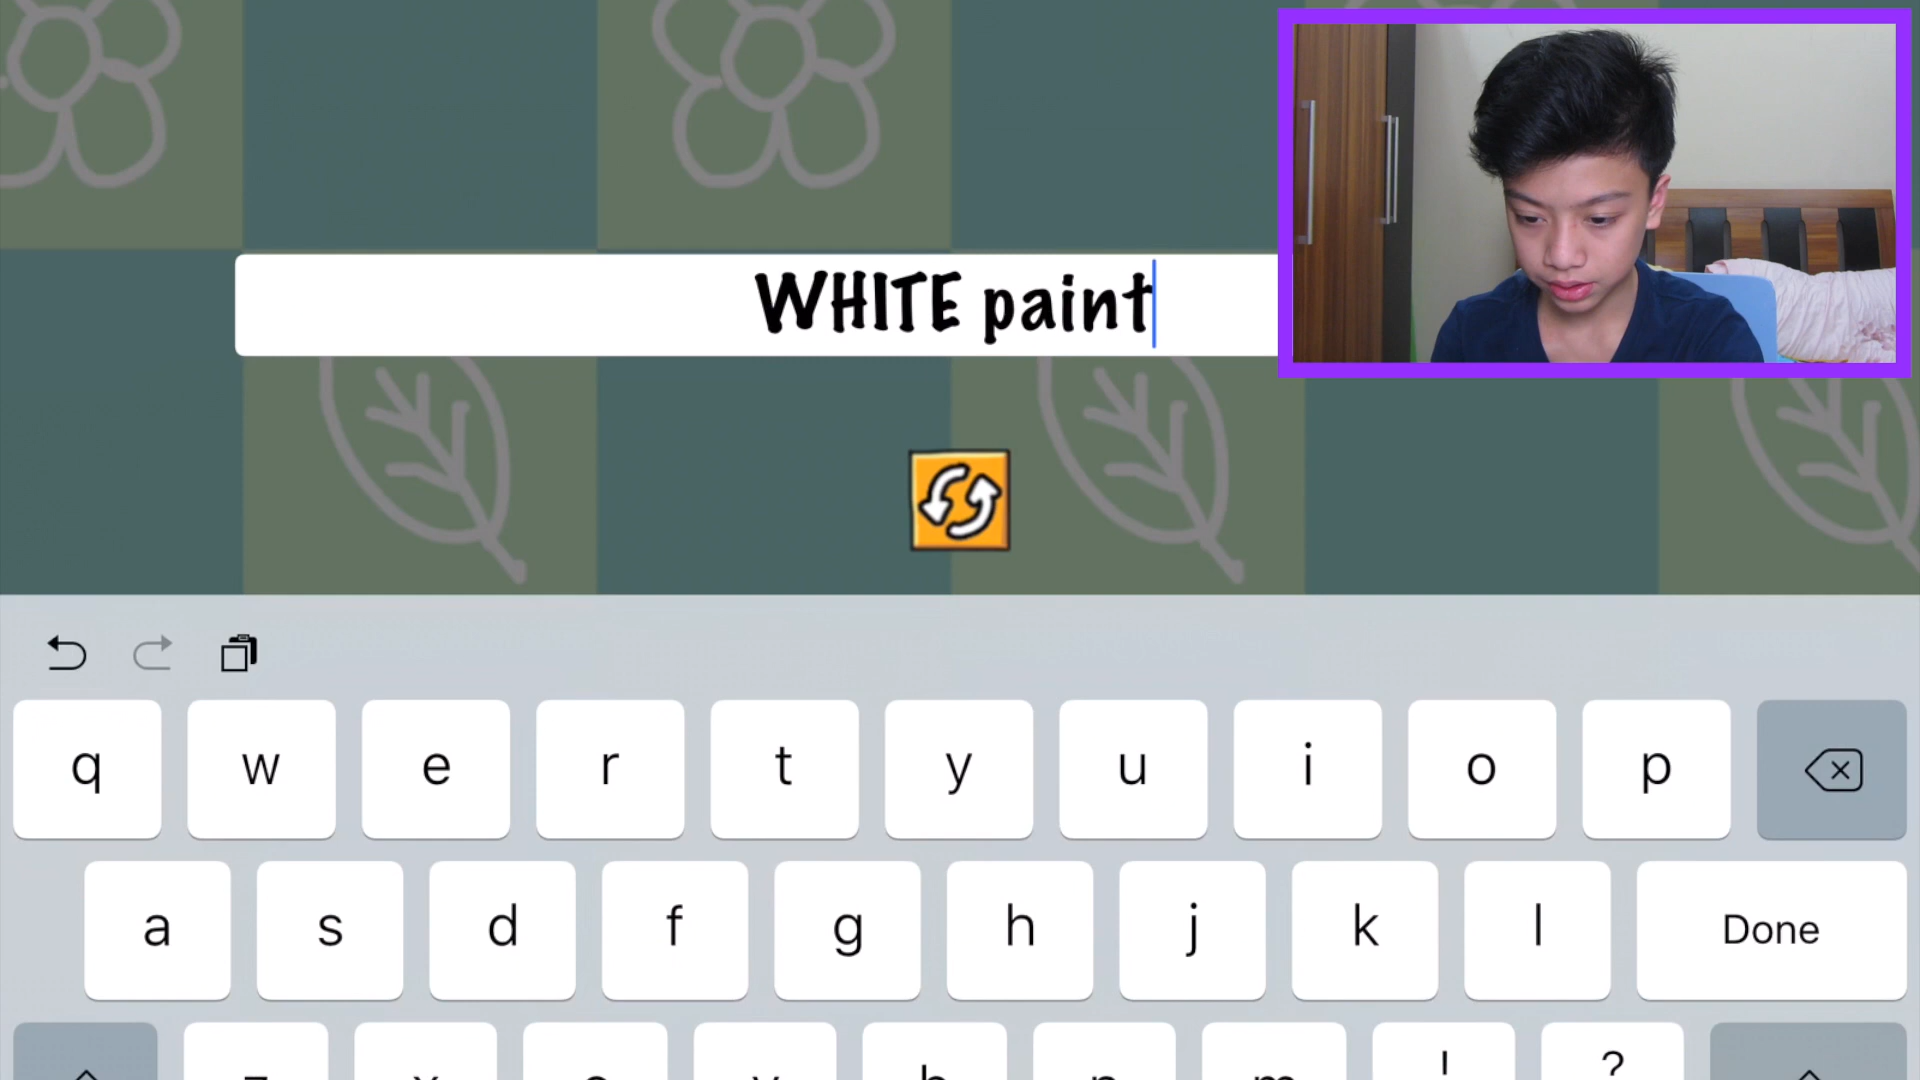 WHITE paint
q w e r t y u i o p
a s d f g h j k l Done
z x c v b n m ! ?